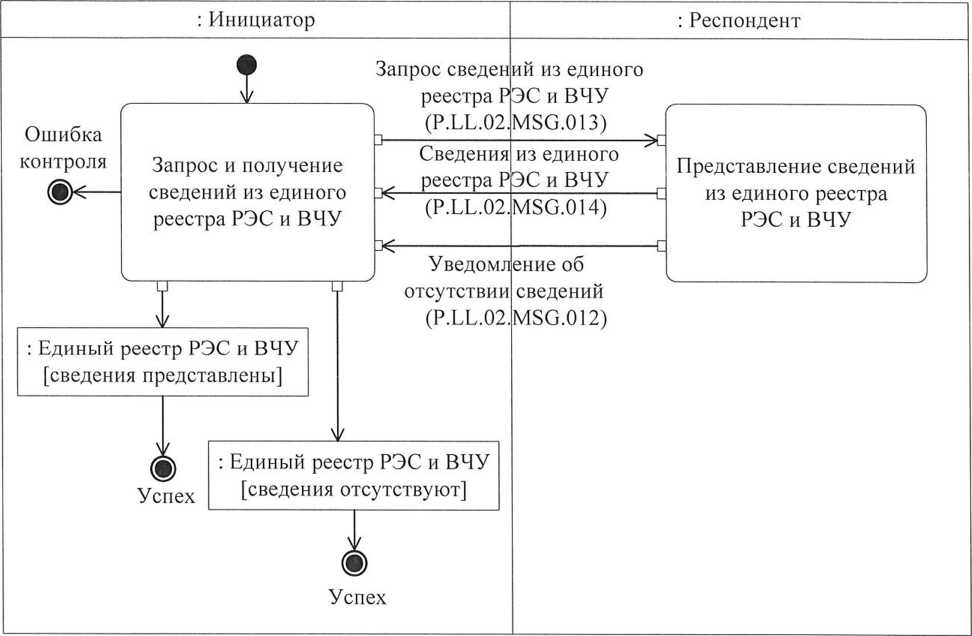 : Инициатор
: Респондент
Запрос сведений из единого
реестра РЭС и ВЧУ
(P.LL.02.MSG.013)
Ошибка
контроля
Запрос и получение
сведений из единого
реестра РЭС и ВЧУ
Сведения из единого
реестра РЭС и ВЧУ
(P.LL.02.MSG.014)
Представление сведений
из единого реестра
РЭС и ВЧУ
Уведомление об
отсутствии сведений
(P.LL.02.MSG.012)
: Единый реестр РЭС и ВЧУ
[сведения представлены]
Успех
: Единый реестр РЭС и ВЧУ
[сведения отсутствуют]
Успех